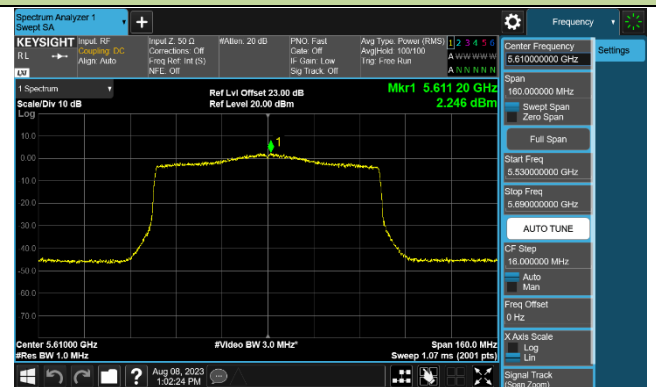 Spectrum Analyzer 1
Swept SA
+
Frequency
KEYSIGHT
RL
LXI
Input: RF
Coupling: DC
Align: Auto
Input Z: 50 Ω
Corrections: Off
Freq Ref: Int (S)
NFE: Off
#Atten: 20 dB
PNO: Fast
Gate: Off
IF Gain: Low
Sig Track: Off
Avg Type: Power (RMS)
Avg|Hold: 100/100
Trig: Free Run
1 2 3 4 5 6
A W W W W W
A N N N N N
Center Frequency
5.610000000 GHz
Settings
Span
160.000000 MHz
Swept Span
Zero Span
Full Span
Start Freq
5.530000000 GHz
Stop Freq
5.690000000 GHz
AUTO TUNE
CF Step
16.000000 MHz
Auto
Man
Freq Offset
0 Hz
X Axis Scale
Log
Lin
Signal Track
(Span Zoom)
1 Spectrum
Scale/Div 10 dB
Log
Ref Lvl Offset 23.00 dB
Ref Level 20.00 dBm
Mkr1 5.611 20 GHz
2.246 dBm
1
10.0
0.00
-10.0
-20.0
-30.0
-40.0
-50.0
-60.0
-70.0
Center 5.61000 GHz
#Res BW 1.0 MHz
#Video BW 3.0 MHz*
Span 160.0 MHz
Sweep 1.07 ms (2001 pts)
?
Aug 08, 2023
1:02:24 PM